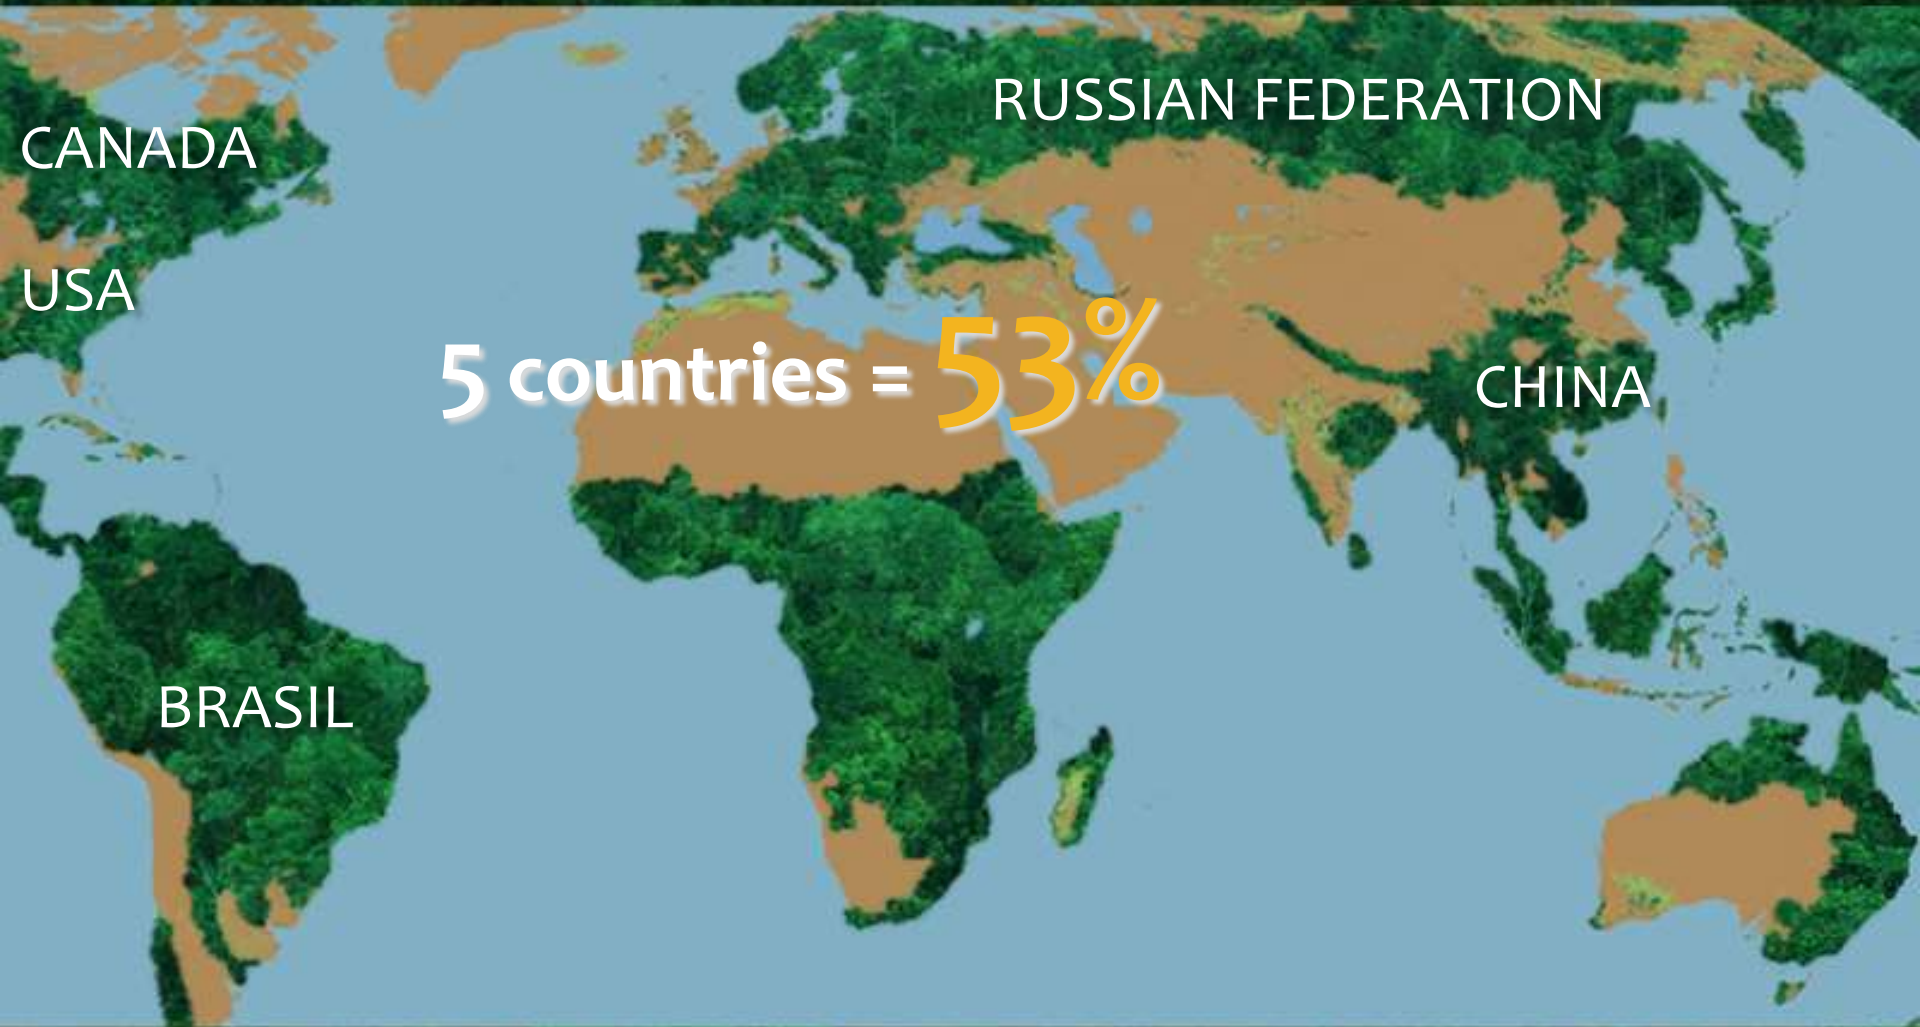 RUSSIAN FEDERATION
CANADA
USA
5 countries = 53%
CHINA
BRASIL